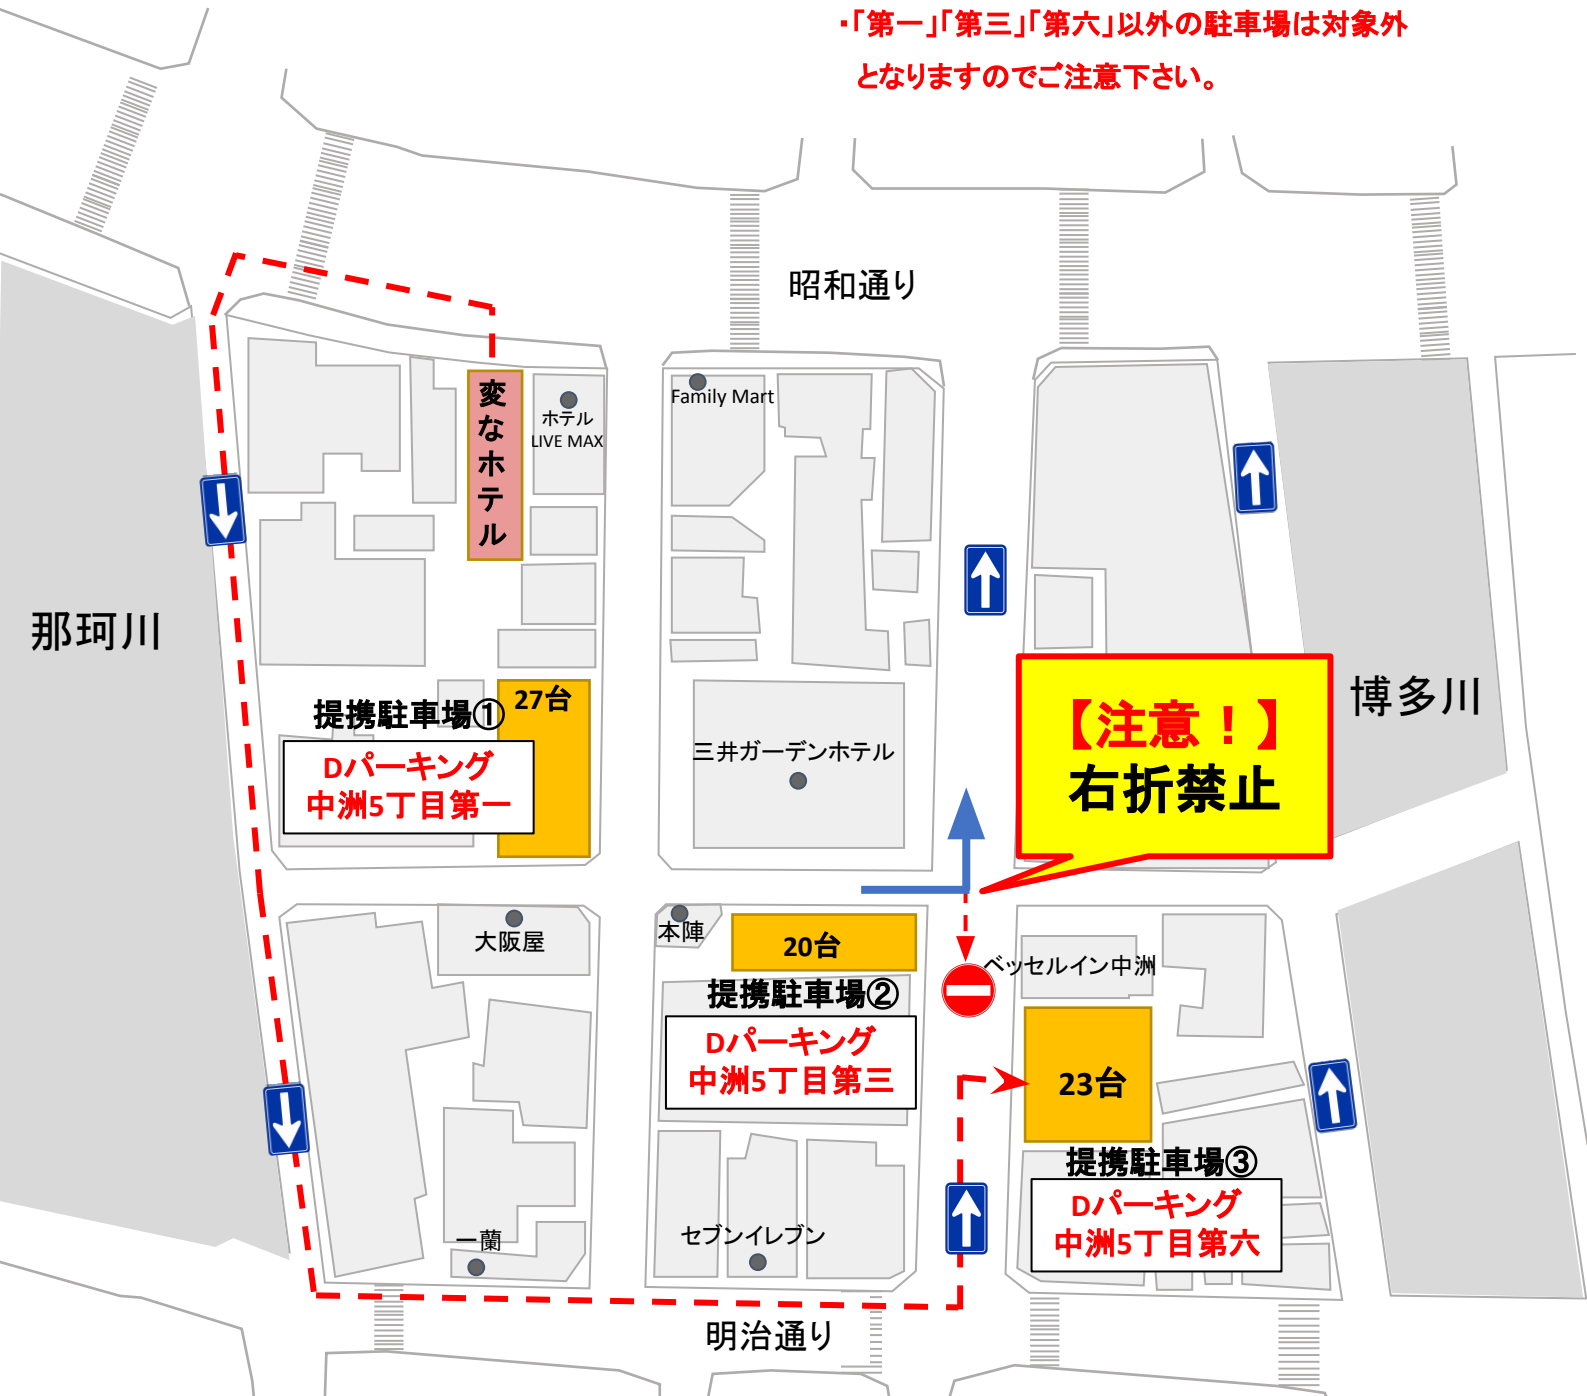 ・「第一」「第三」「第六」以外の駐車場は対象外
となりますのでご注意下さい。
昭和通り
変なホテル
ホテル
LIVE MAX
Family Mart
那珂川
博多川
27台
提携駐車場①
Dパーキング
中洲5丁目第一
三井ガーデンホテル
【注意！】
右折禁止
大阪屋
本陣
20台
提携駐車場②
Dパーキング
中洲5丁目第三
ベッセルイン中洲
23台
提携駐車場③
Dパーキング
中洲5丁目第六
一蘭
セブンイレブン
明治通り